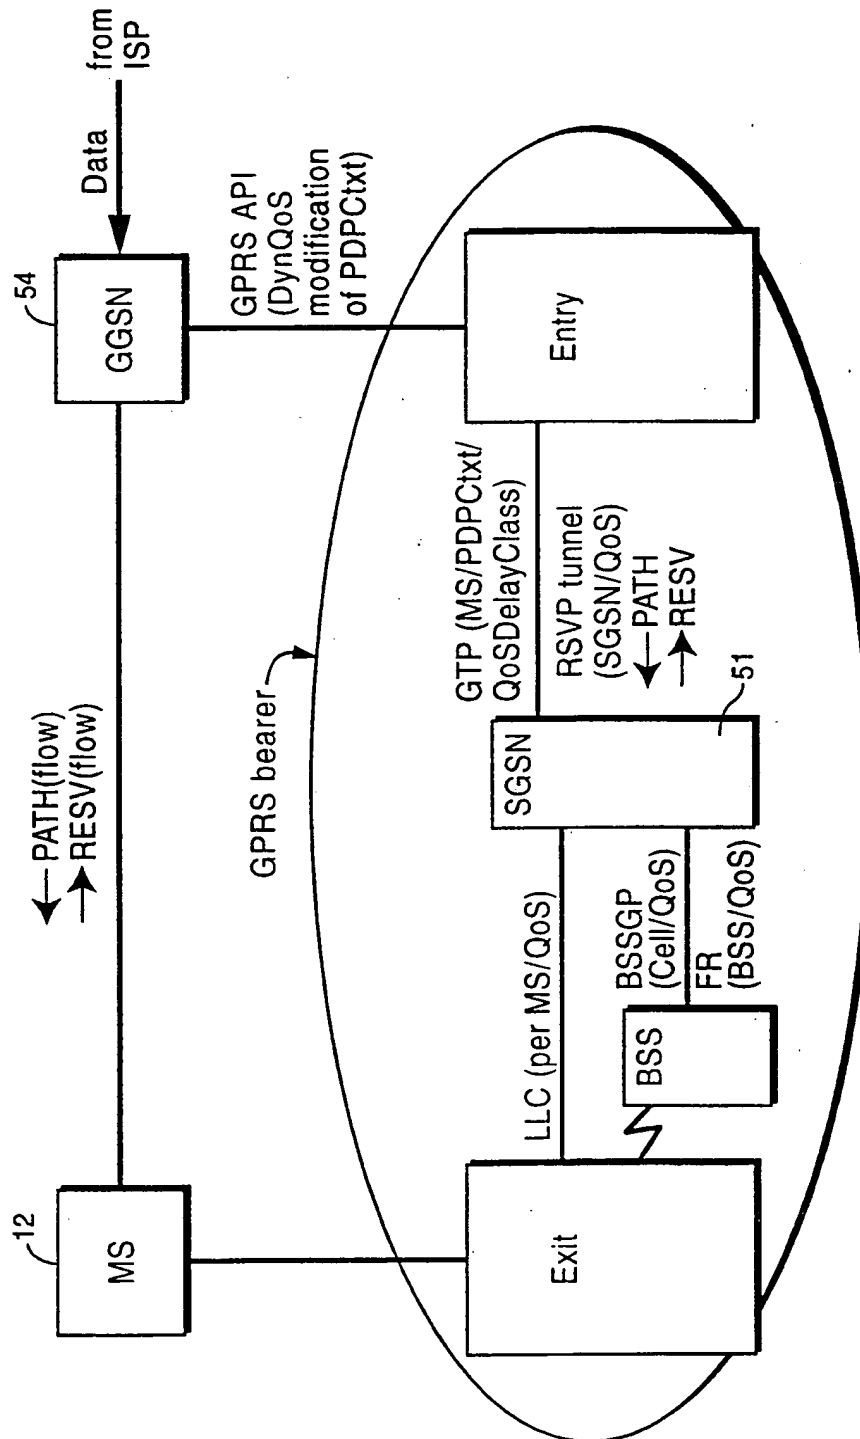 12
MS
PATH(flow)
RESV(flow)
54
GGSN
Data
from
ISP
GPRS API
(DynQoS
modification
of PDPCtxt)
GPRS bearer
Exit
LLC (per MS/QoS)
BSS
BSSGP
(Cell/QoS)
FR
(BSS/QoS)
SGSN
51
GTP (MS/PDPCtxt/
QoSDelayClass)
RSVP tunnel
(SGSN/QoS)
PATH
RESV
Entry